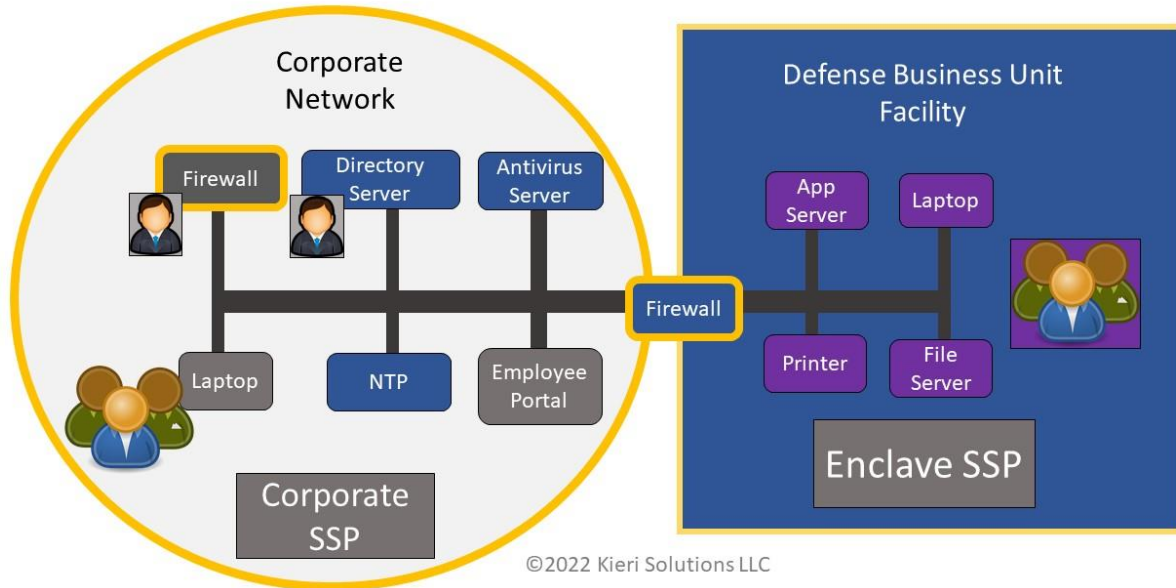 Corporate
Network
Firewall
Directory
Server
Antivirus
Server
Laptop
NTP
Employee
Portal
Corporate
SSP
Firewall
Defense Business Unit
Facility
App
Server
Laptop
Printer
File
Server
Enclave SSP
©2022 Kieri Solutions LLC